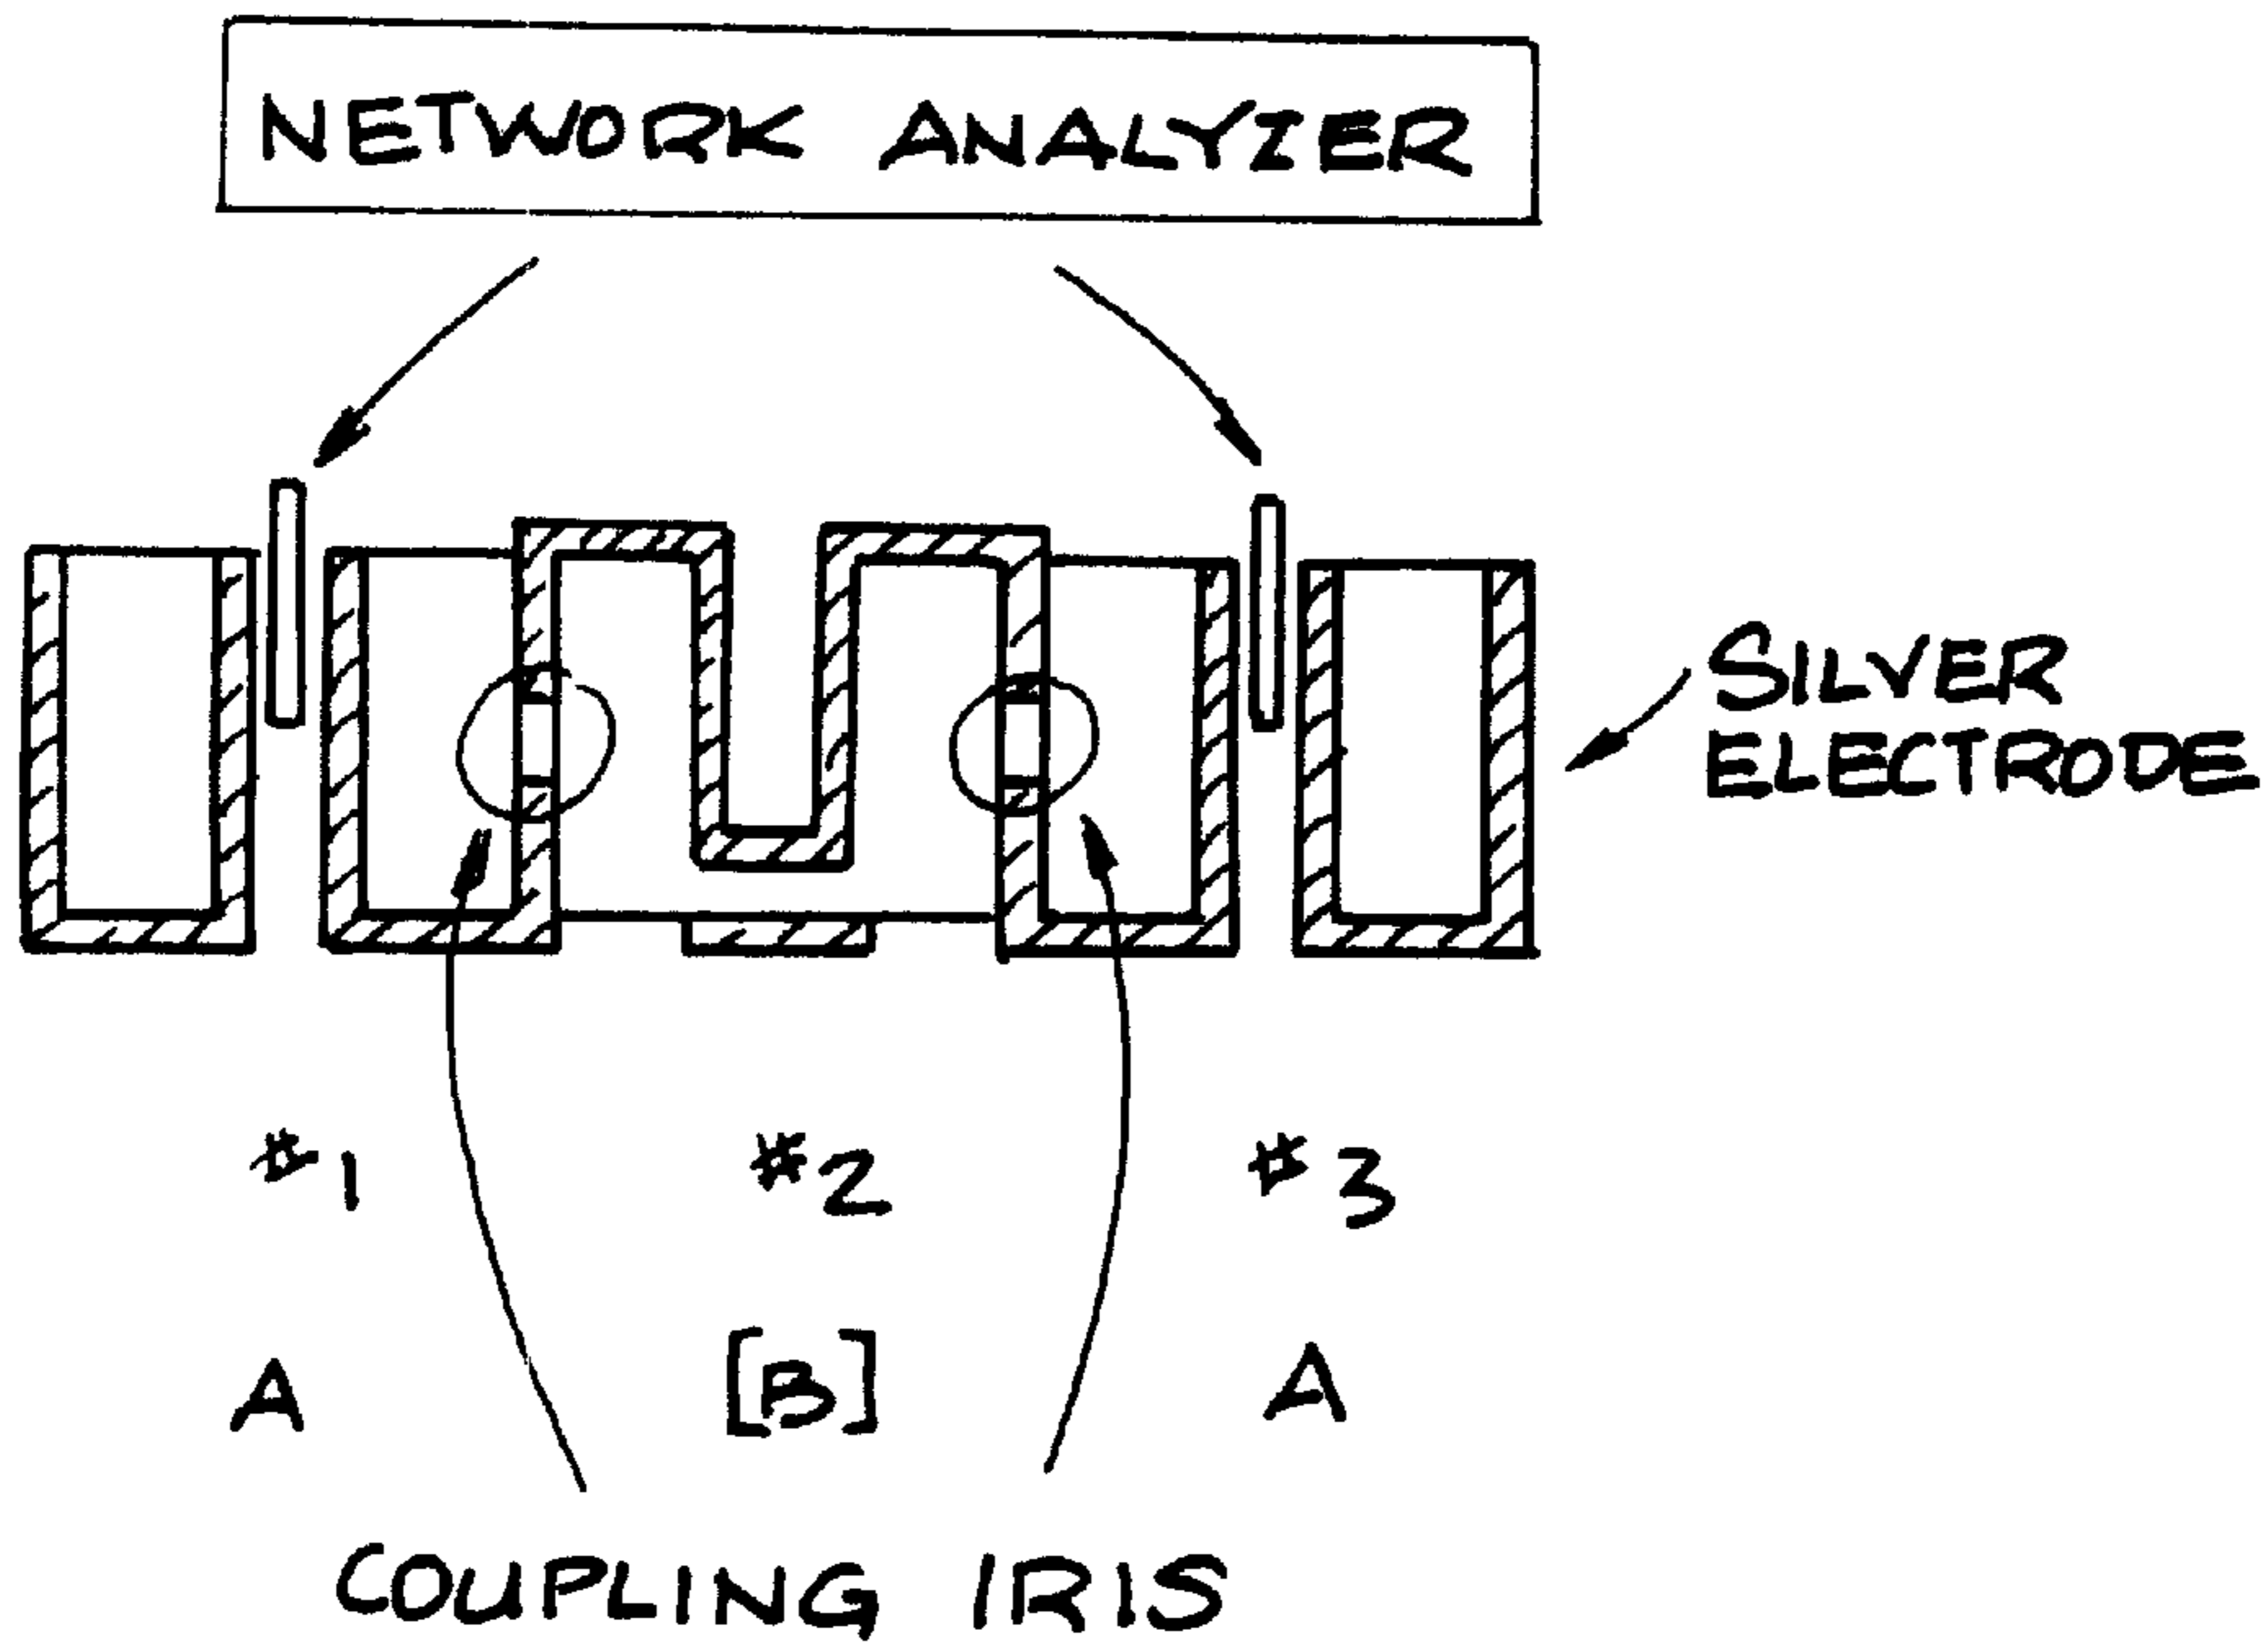 NETWORK ANALYZER
SILVER
ELECTRODE
#1 #2 #3
A [B] A
COUPLING IRIS